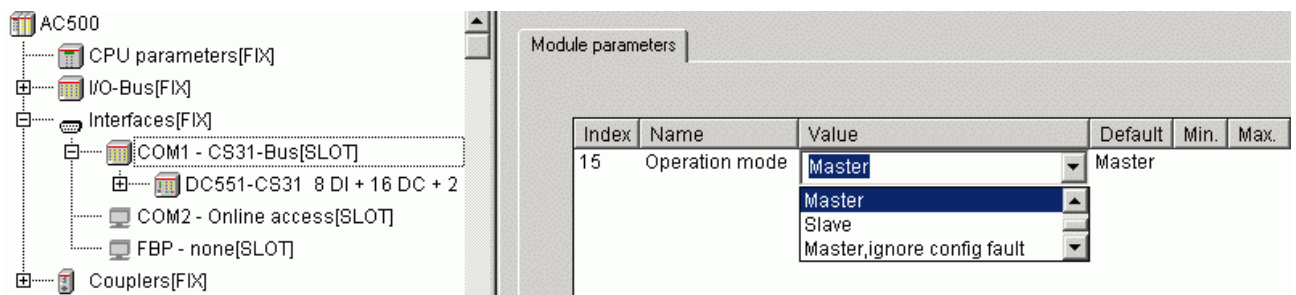 AC500
CPU parameters[FIX]
I/O-Bus[FIX]
Interfaces[FIX]
COM1 - CS31-Bus[SLOT]
DC551-CS31 8 DI + 16 DC + 2
COM2 - Online access[SLOT]
FBP - none[SLOT]
Couplers[FIX]
Module parameters
Index Name Value Default Min. Max.
15 Operation mode Master Master
Master
Slave
Master,ignore config fault